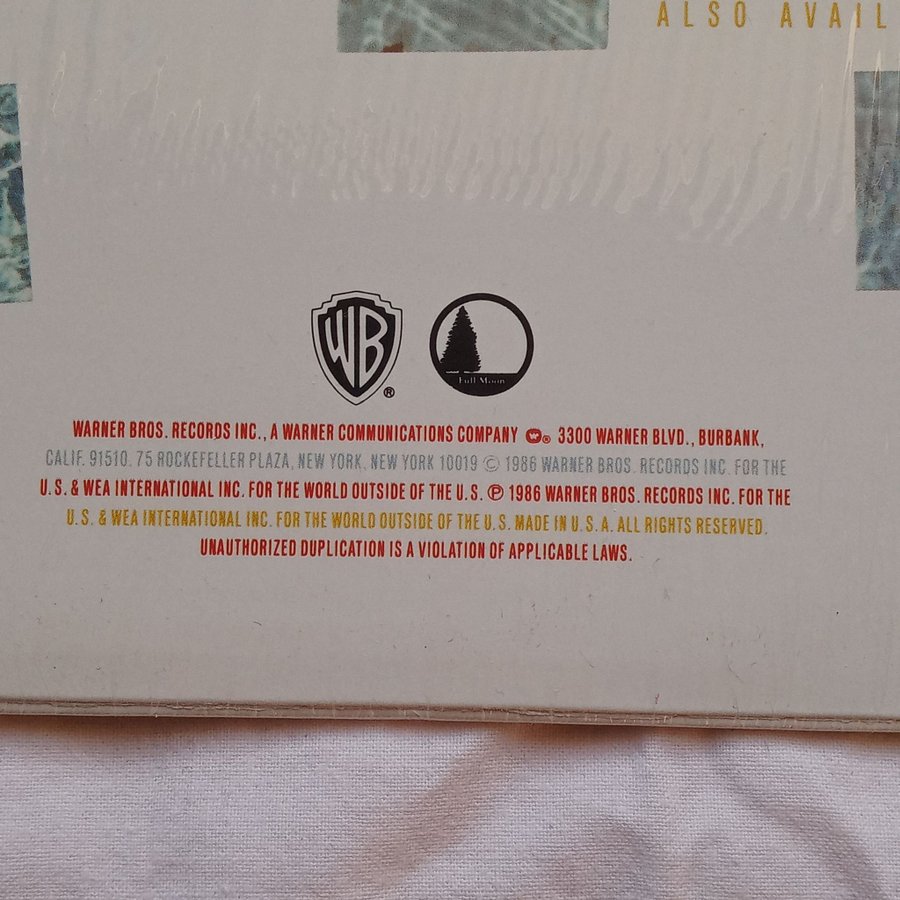 ALSO AVAIL
WB
®
Full Moon
WARNER BROS. RECORDS INC., A WARNER COMMUNICATIONS COMPANY ® 3300 WARNER BLVD., BURBANK,
CALIF. 91510. 75 ROCKEFELLER PLAZA, NEW YORK, NEW YORK 10019 © 1986 WARNER BROS. RECORDS INC. FOR THE
U.S. & WEA INTERNATIONAL INC. FOR THE WORLD OUTSIDE OF THE U.S. ℗ 1986 WARNER BROS. RECORDS INC. FOR THE
U.S. & WEA INTERNATIONAL INC. FOR THE WORLD OUTSIDE OF THE U.S. MADE IN U.S.A. ALL RIGHTS RESERVED.
UNAUTHORIZED DUPLICATION IS A VIOLATION OF APPLICABLE LAWS.